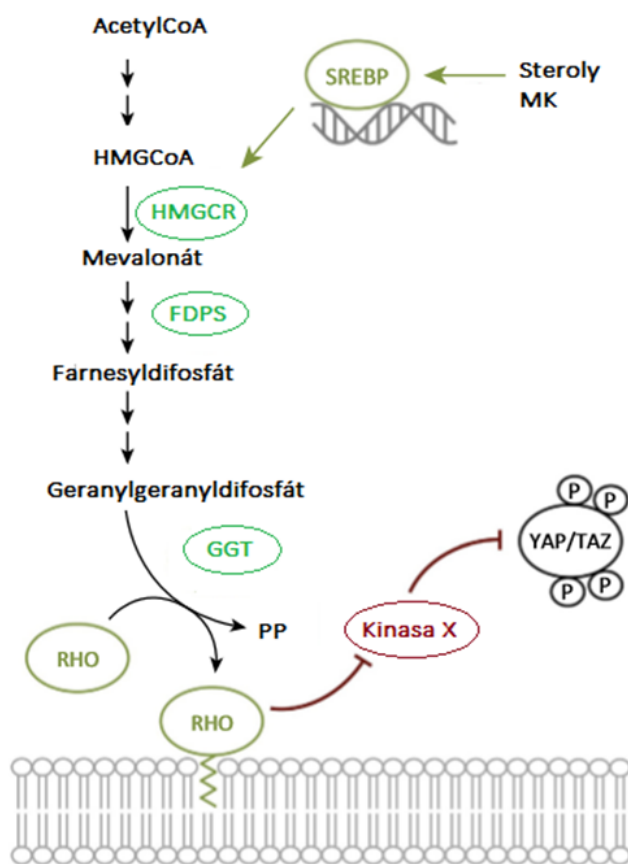 AcetylCoA
SREBP
Steroly
MK
HMGCoA
HMGCR
Mevalonát
FDPS
Farnesyldifosfát
Geranylgeranyldifosfát
GGT
P
P
YAP/TAZ
P
P
PP
Kinasa X
RHO
RHO